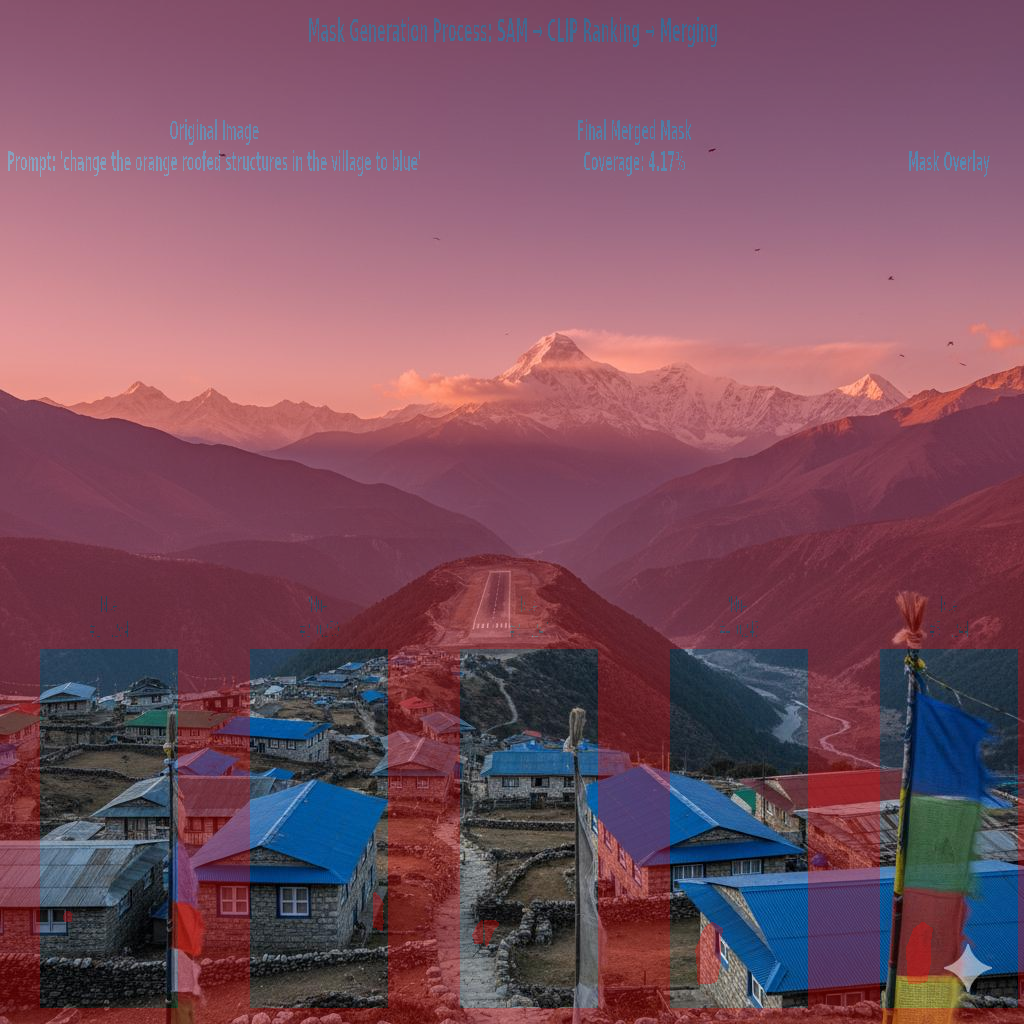 Mask Generation Process: SAM → CLIP Ranking → Merging
Original Image
Prompt: 'change the orange roofed structures in the village to blue'
Final Merged Mask
Coverage: 4.17%
Mask Overlay